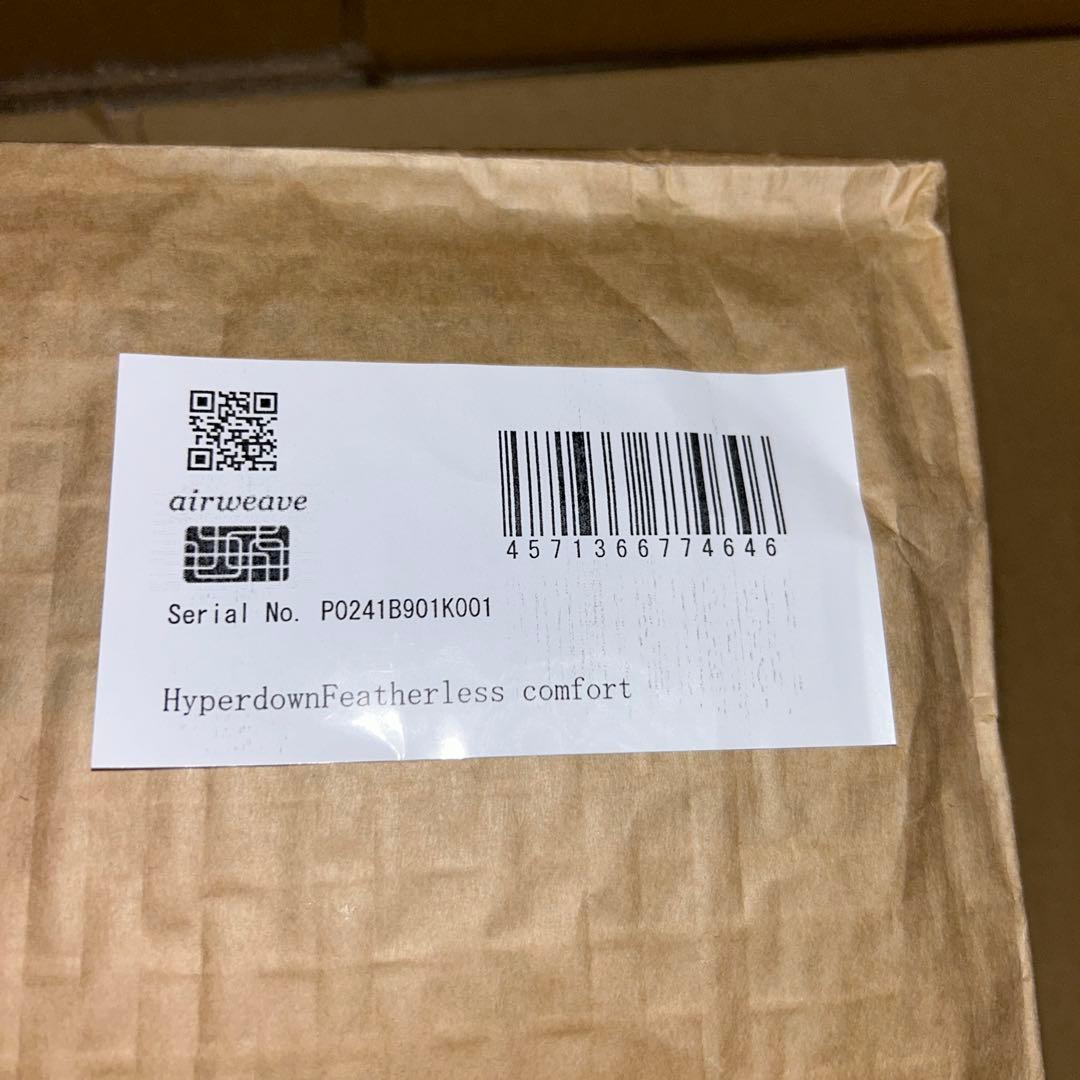 airweave
4571366774646
Serial No. P0241B901K001
HyperdownFeatherless comfort